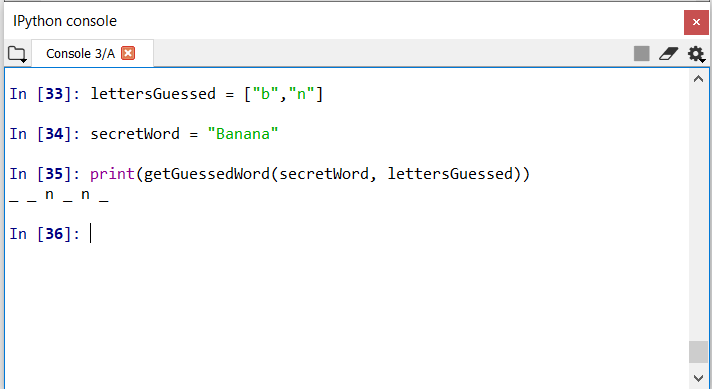 IPython console
Console 3/A
In [33]: lettersGuessed = ["b","n"]
In [34]: secretWord = "Banana"
In [35]: print(getGuessedWord(secretWord, lettersGuessed))
_ _ n _ n _
In [36]: